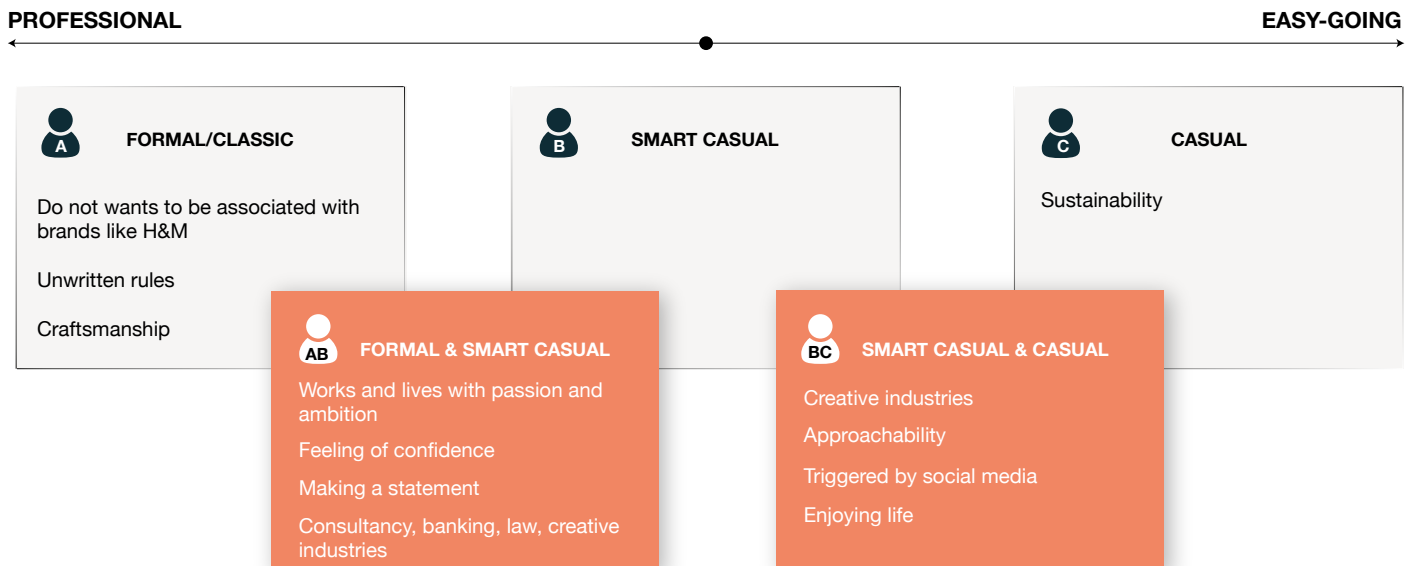 PROFESSIONAL
EASY-GOING
A
FORMAL/CLASSIC
Do not wants to be associated with
brands like H&M
Unwritten rules
Craftsmanship
B
SMART CASUAL
C
CASUAL
Sustainability
AB
FORMAL & SMART CASUAL
Works and lives with passion and
ambition
Feeling of confidence
Making a statement
Consultancy, banking, law, creative
industries
BC
SMART CASUAL & CASUAL
Creative industries
Approachability
Triggered by social media
Enjoying life